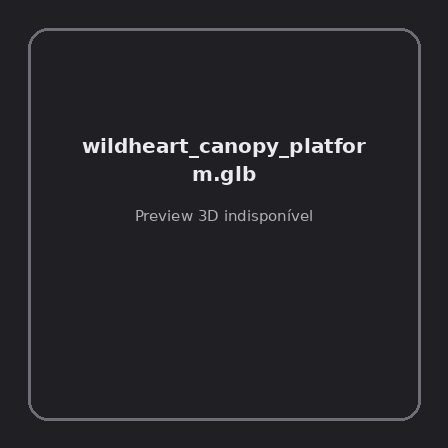 wildheart_canopy_platfor
m.glb
Preview 3D indisponível